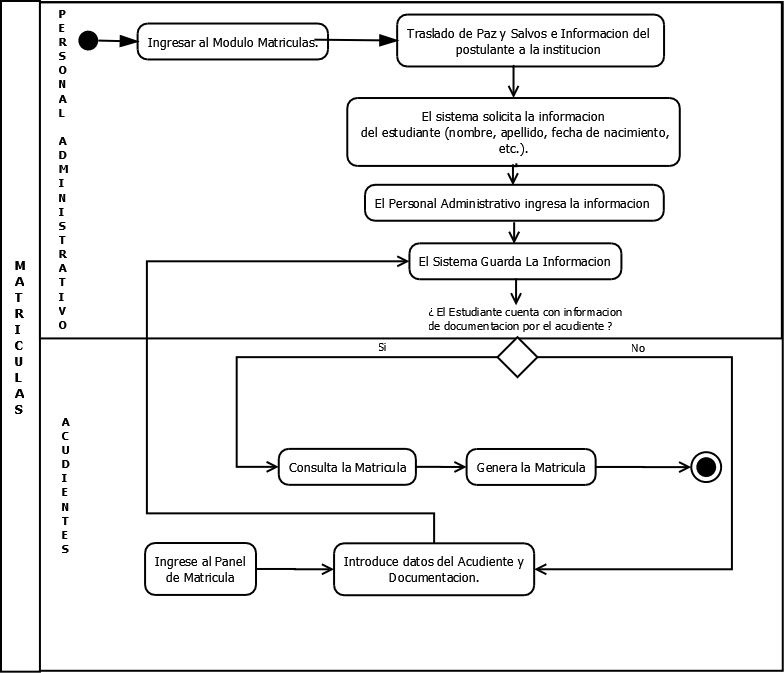 MATRICULAS
PERSONAL ADMINISTRATIVO
Ingresar al Modulo Matriculas.
Traslado de Paz y Salvos e Informacion del
postulante a la institucion
El sistema solicita la informacion
del estudiante (nombre, apellido, fecha de nacimiento,
etc.).
El Personal Administrativo ingresa la informacion
El Sistema Guarda La Informacion
¿ El Estudiante cuenta con informacion
de documentacion por el acudiente ?
Si
No
ACUDIENTES
Consulta la Matricula
Genera la Matricula
Ingrese al Panel
de Matricula
Introduce datos del Acudiente y
Documentacion.